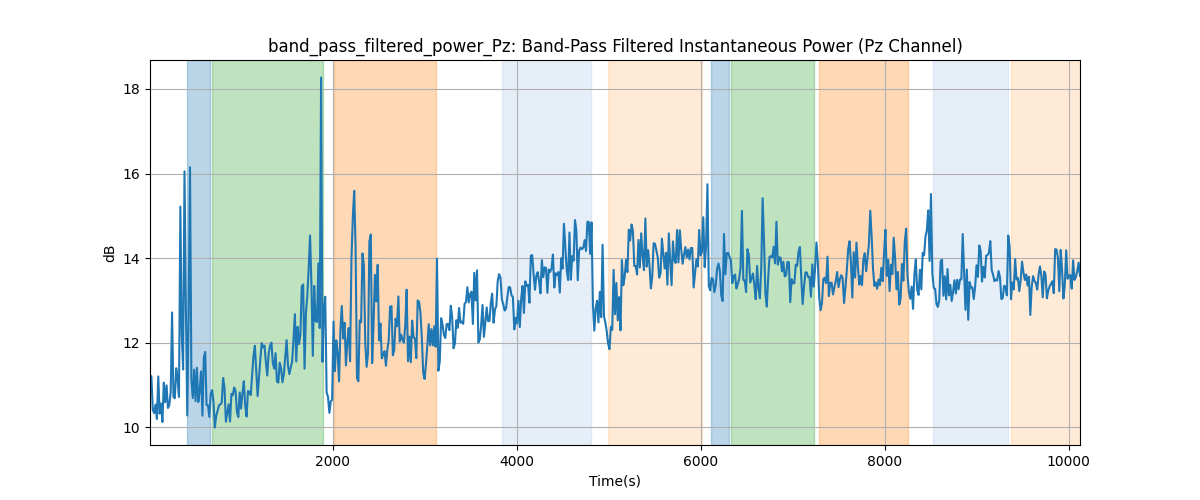 band_pass_filtered_power_Pz: Band-Pass Filtered Instantaneous Power (Pz Channel)
18
16
14
12
10
dB
2000 4000 6000 8000 10000
Time(s)